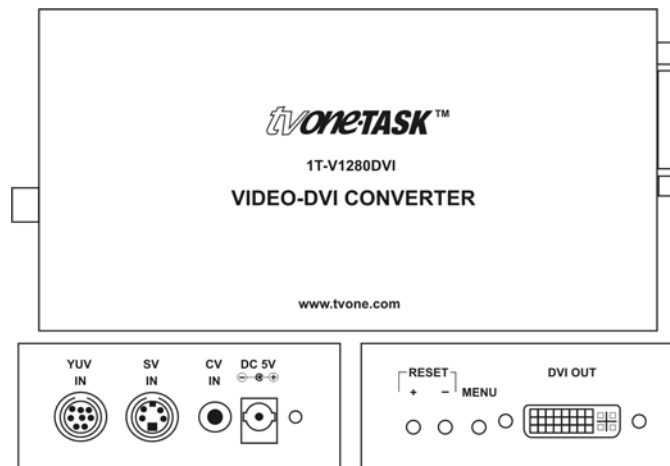 tvone·TASK™
1T-V1280DVI
VIDEO-DVI CONVERTER
www.tvone.com
YUV IN
SV IN
CV IN
DC 5V
RESET
+ − MENU
DVI OUT